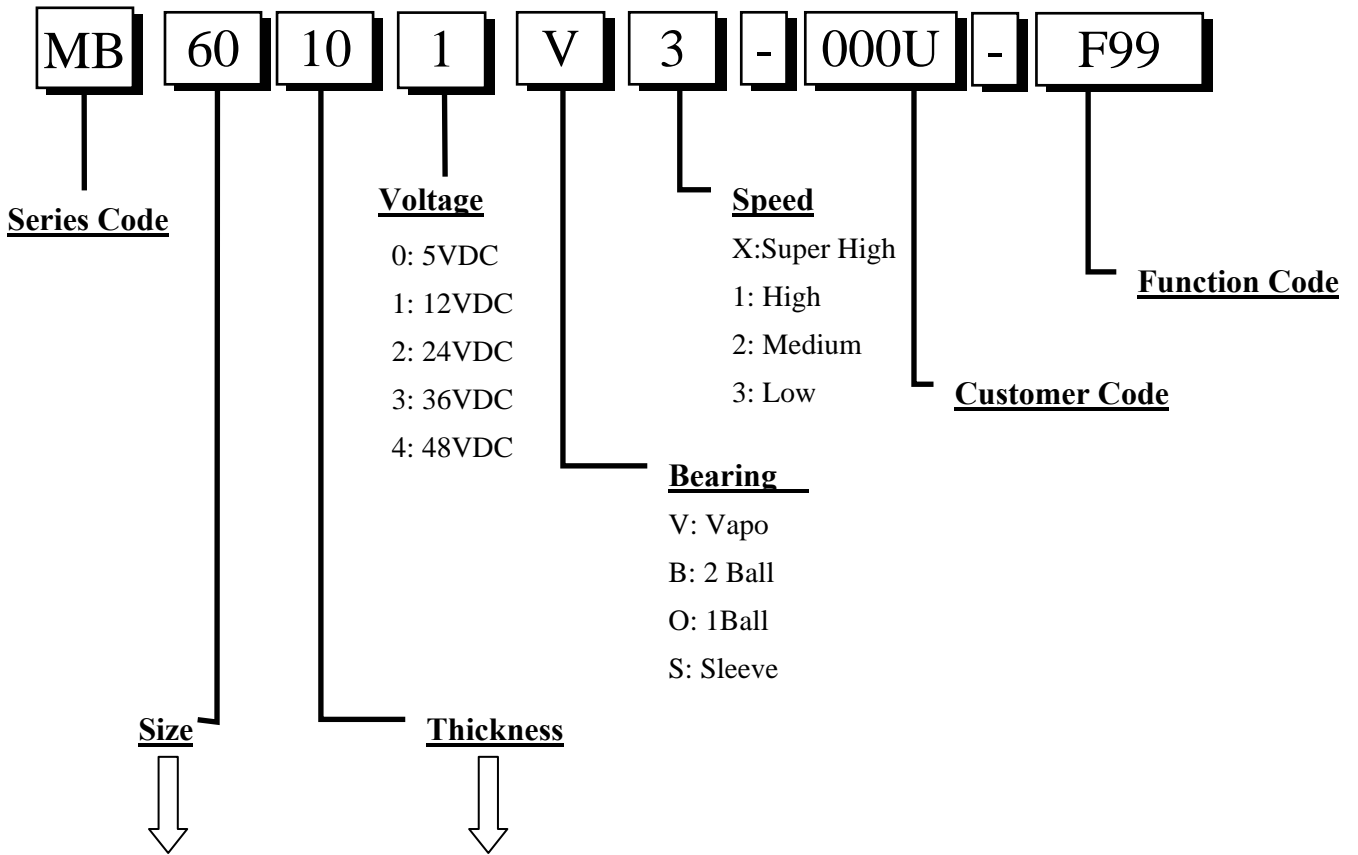 MB 60 10 1 V 3 - 000U - F99
Series Code
Voltage
0: 5VDC
1: 12VDC
2: 24VDC
3: 36VDC
4: 48VDC
Speed
X:Super High
1: High
2: Medium
3: Low
Function Code
Customer Code
Bearing
V: Vapo
B: 2 Ball
O: 1Ball
S: Sleeve
Size
Thickness